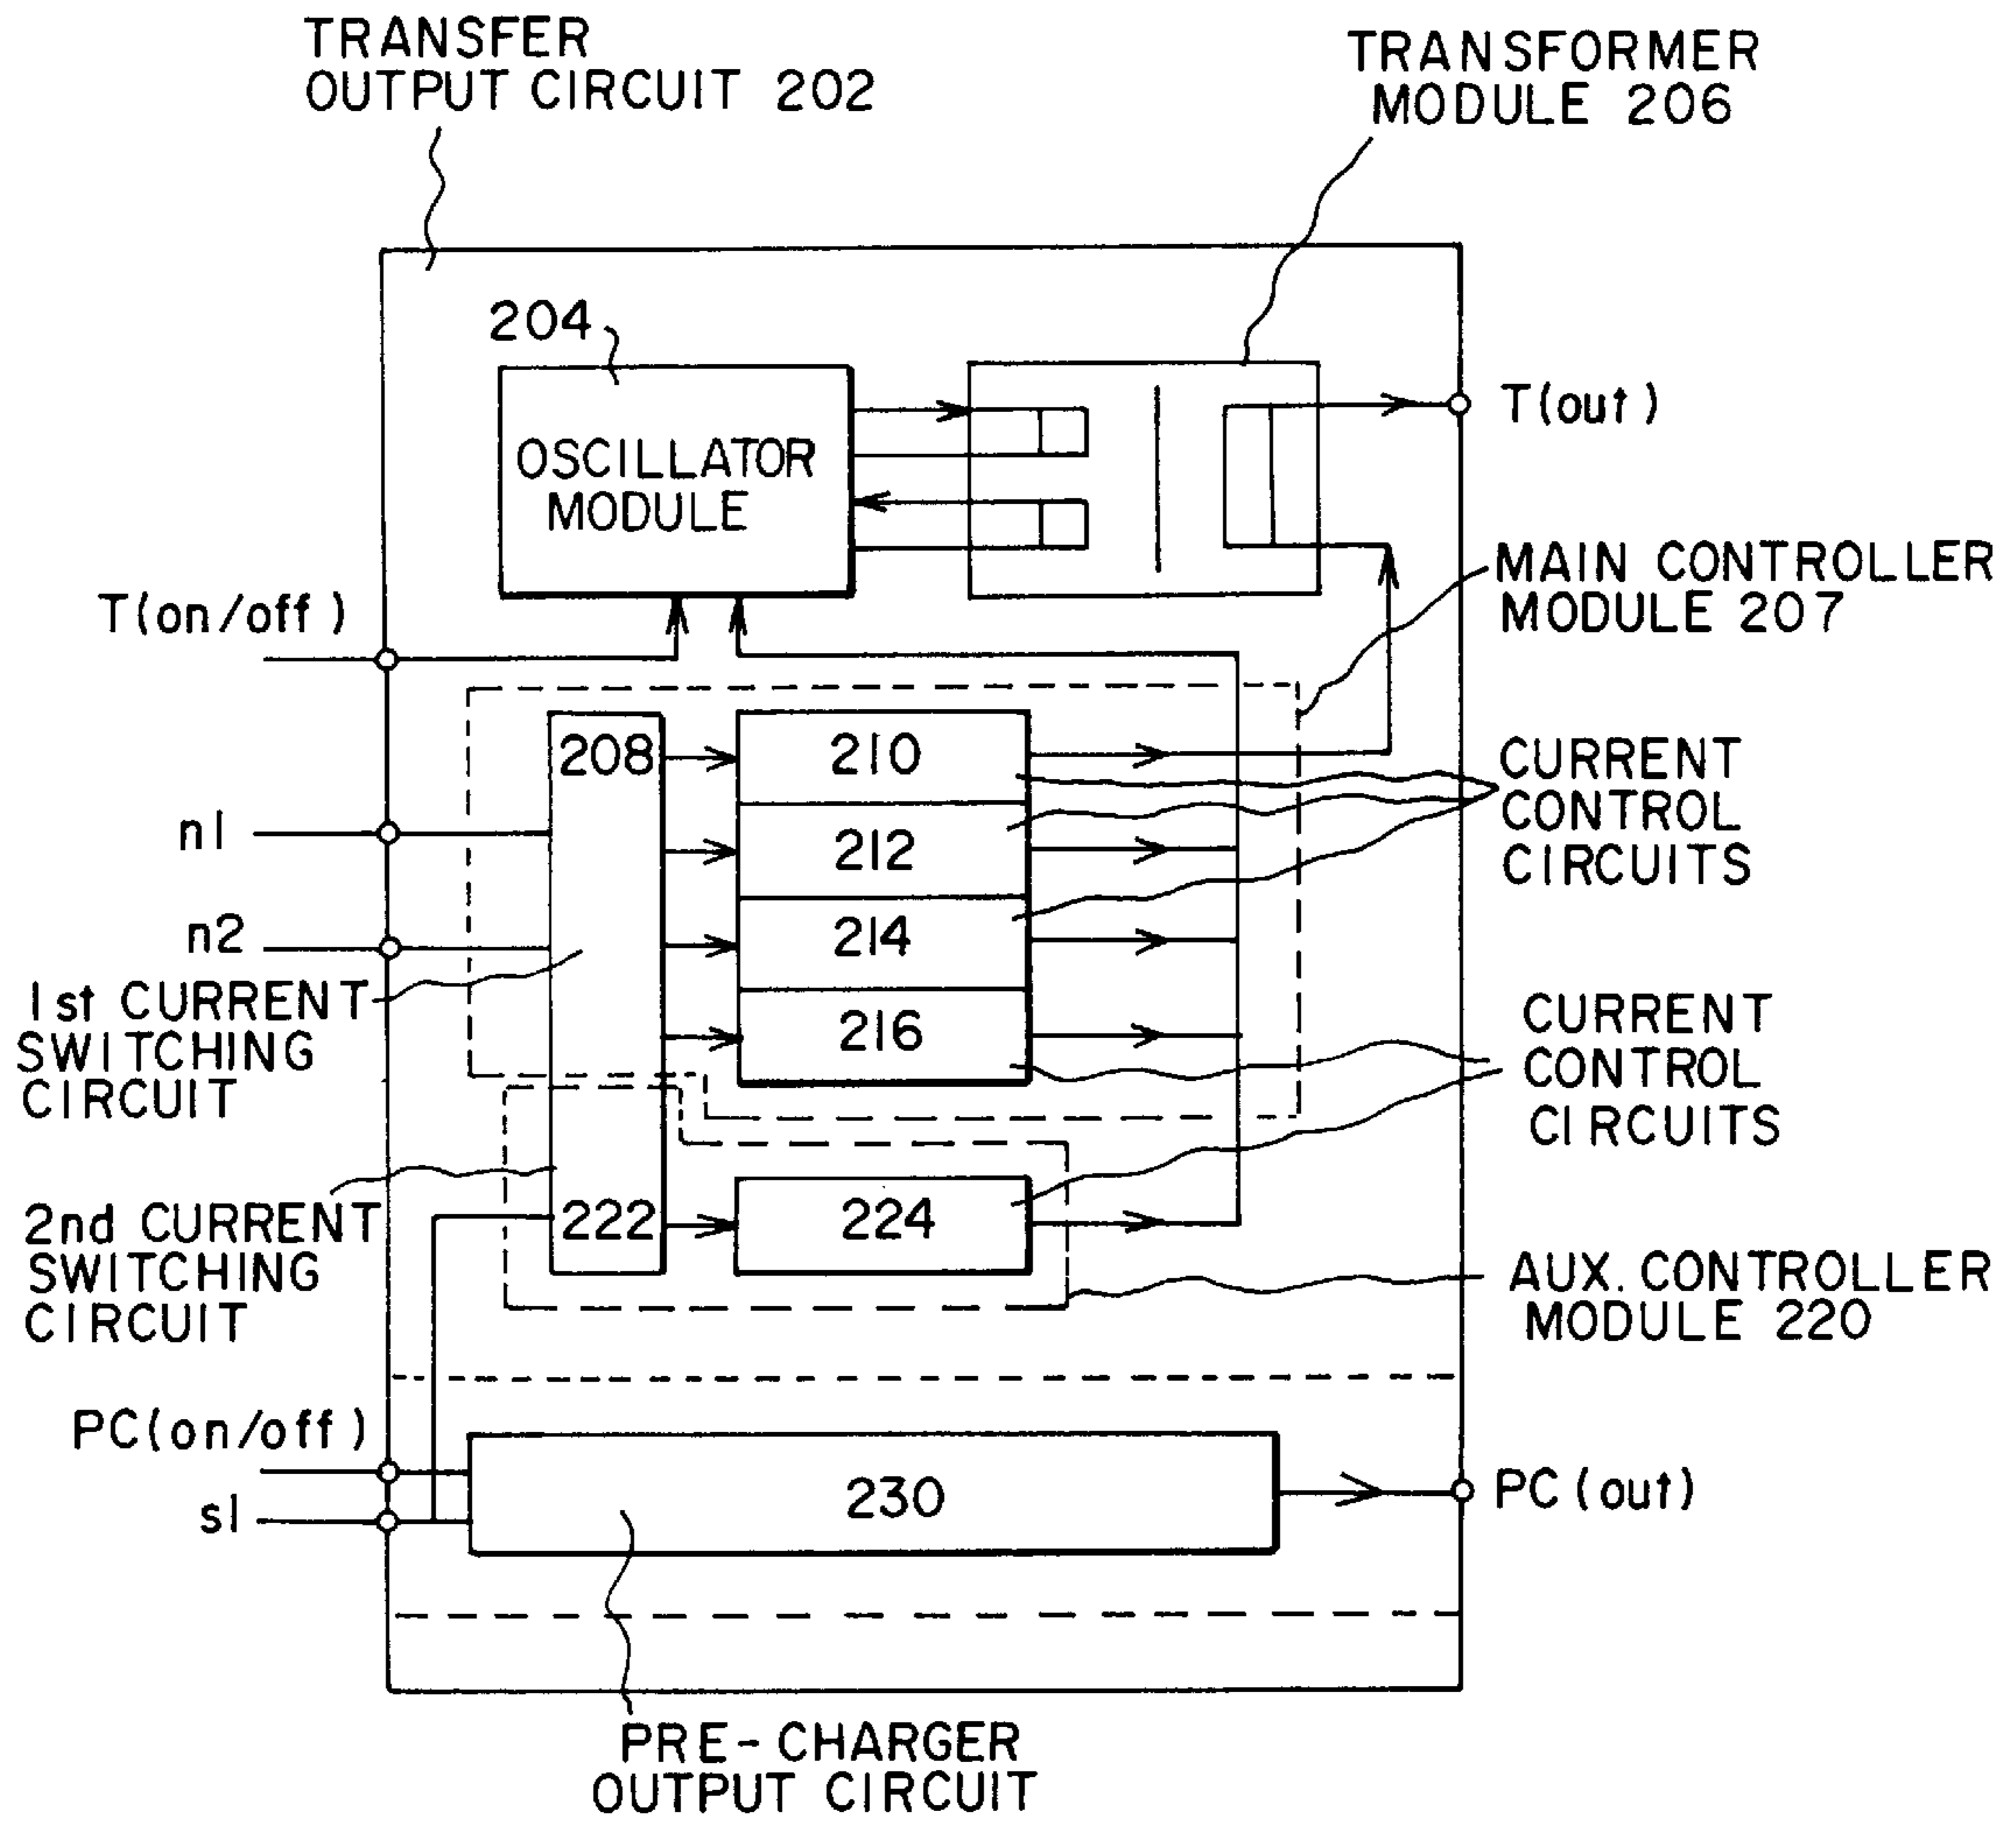 TRANSFER
OUTPUT CIRCUIT 202
TRANSFORMER
MODULE 206
204
OSCILLATOR
MODULE
T(out)
MAIN CONTROLLER
MODULE 207
T(on/off)
208
210
CURRENT
CONTROL
CIRCUITS
n1
212
n2
214
1st CURRENT
SWITCHING
CIRCUIT
216
CURRENT
CONTROL
CIRCUITS
2nd CURRENT
SWITCHING
CIRCUIT
222
224
AUX. CONTROLLER
MODULE 220
PC(on/off)
s1
230
PC(out)
PRE-CHARGER
OUTPUT CIRCUIT